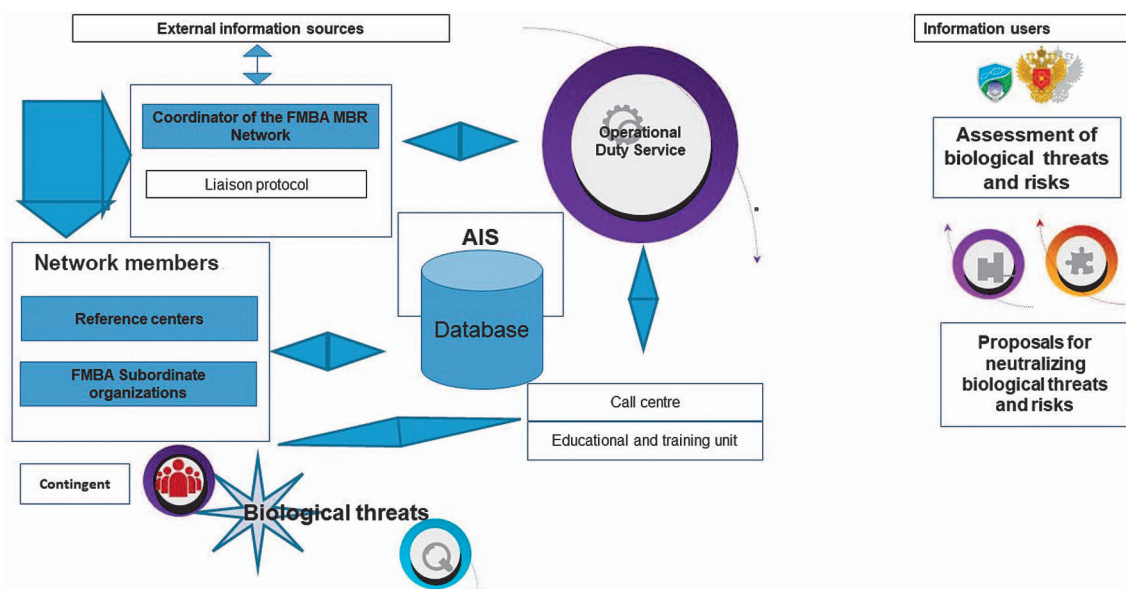 External information sources
Coordinator of the FMBA MBR
Network
Liaison protocol
Operational
Duty Service
AIS
Database
Network members
Reference centers
FMBA Subordinate
organizations
Call centre
Educational and training unit
Contingent
Biological threats
Information users
Assessment of
biological threats
and risks
Proposals for
neutralizing
biological threats
and risks